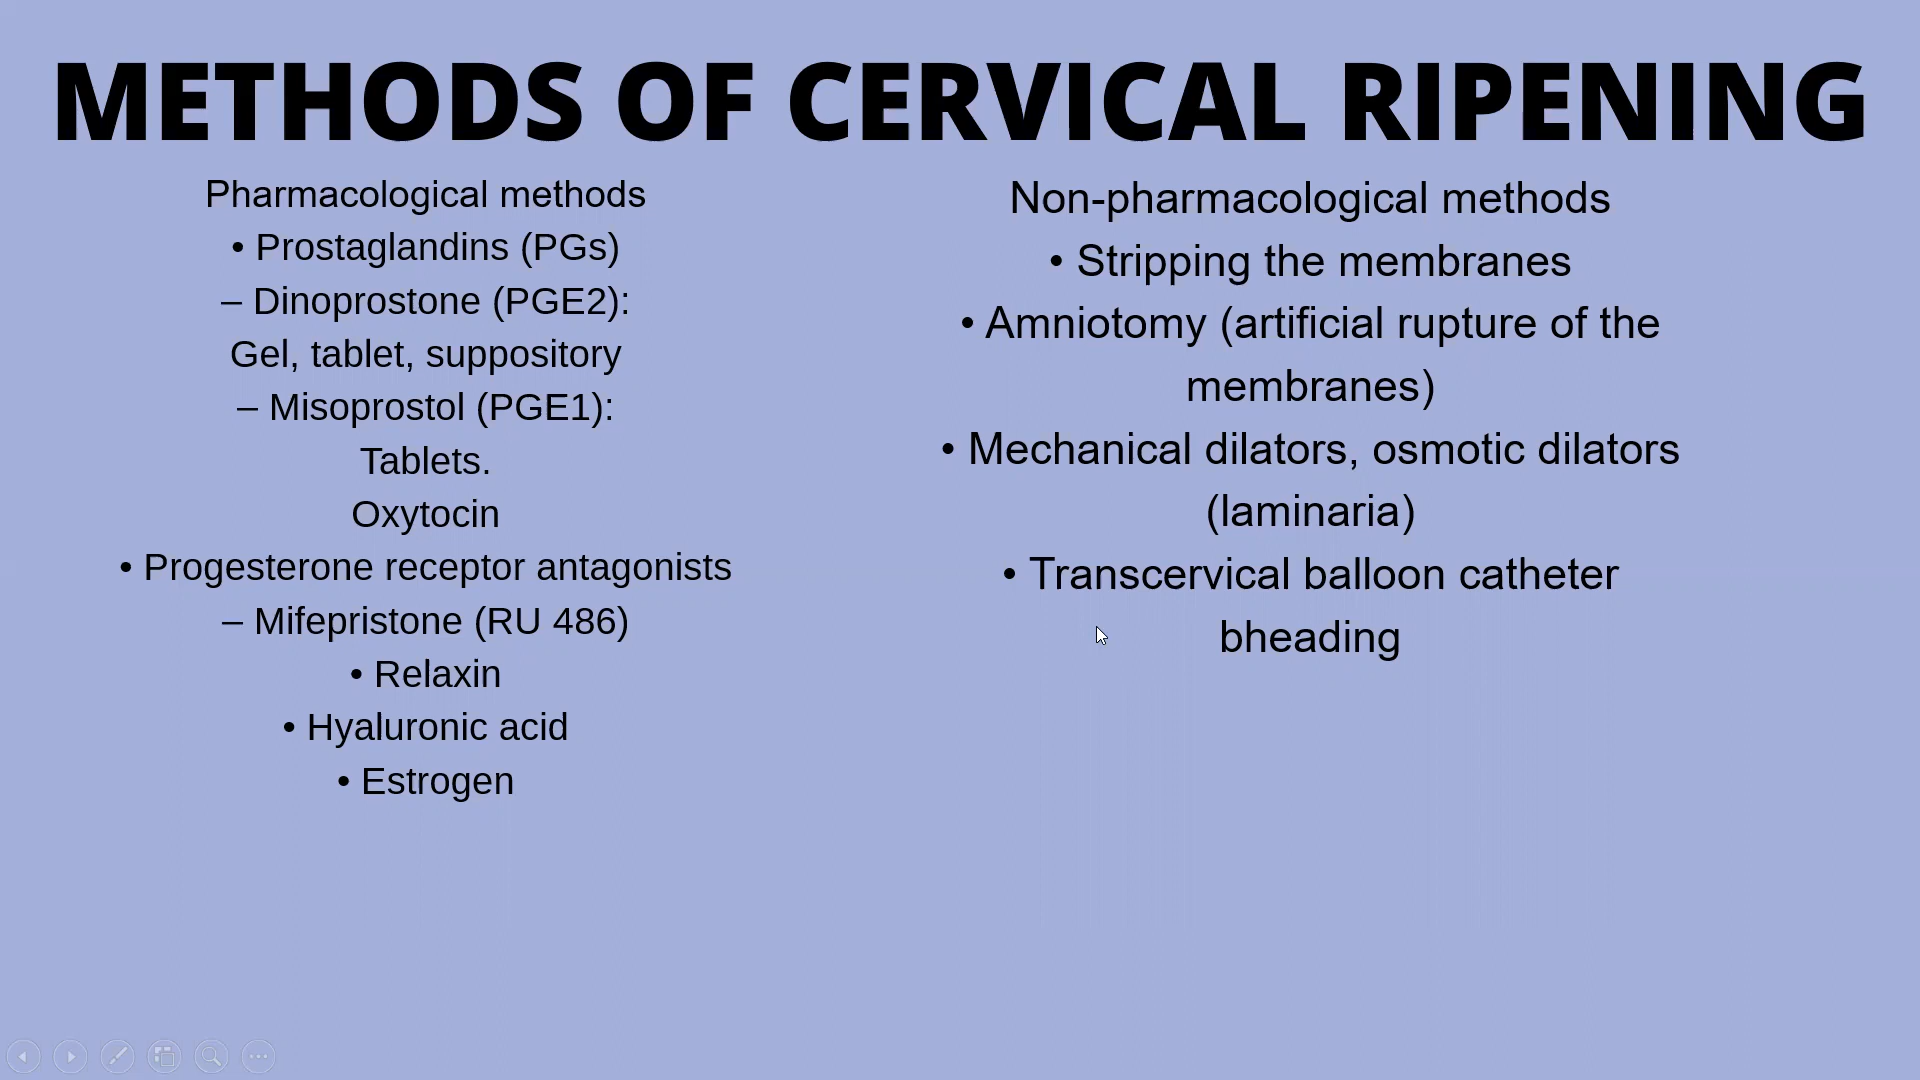 METHODS OF CERVICAL RIPENING
Pharmacological methods
• Prostaglandins (PGs)
– Dinoprostone (PGE2):
Gel, tablet, suppository
– Misoprostol (PGE1):
Tablets.
Oxytocin
• Progesterone receptor antagonists
– Mifepristone (RU 486)
• Relaxin
• Hyaluronic acid
• Estrogen
Non-pharmacological methods
• Stripping the membranes
• Amniotomy (artificial rupture of the
membranes)
• Mechanical dilators, osmotic dilators
(laminaria)
• Transcervical balloon catheter
bheading